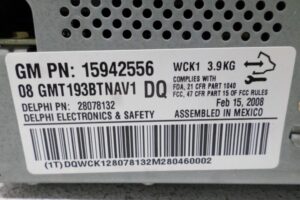 GM PN: 15942556
WCK1 3.9KG
08 GMT193BTNAV1 DQ
COMPLIES WITH
FDA, 21 CFR PART 1040
FCC, 47 CFR PART 15 OF FCC RULES
DELPHI PN: 28078132
Feb 15, 2008
DELPHI ELECTRONICS & SAFETY
ASSEMBLED IN MEXICO
(1T)DQWCK128078132M280460002